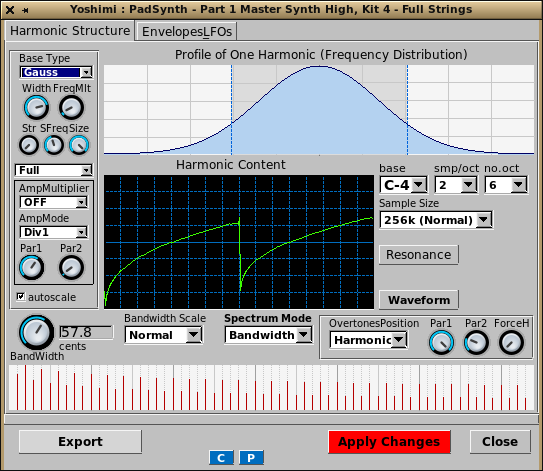 Yoshimi : PadSynth - Part 1 Master Synth High, Kit 4 - Full Strings
Harmonic Structure
EnvelopesLFOs
Base Type
Gauss
Width FreqMlt
Str SFreq Size
Full
AmpMultiplier
OFF
AmpMode
Div1
Par1 Par2
autoscale
Profile of One Harmonic (Frequency Distribution)
Harmonic Content
base smp/oct no.oct
C-4 2 6
Sample Size
256k (Normal)
Resonance
Waveform
57.8
cents
BandWidth
Bandwidth Scale
Normal
Spectrum Mode
Bandwidth
OvertonesPosition Par1 Par2 ForceH
Harmonic
Export
C P
Apply Changes
Close